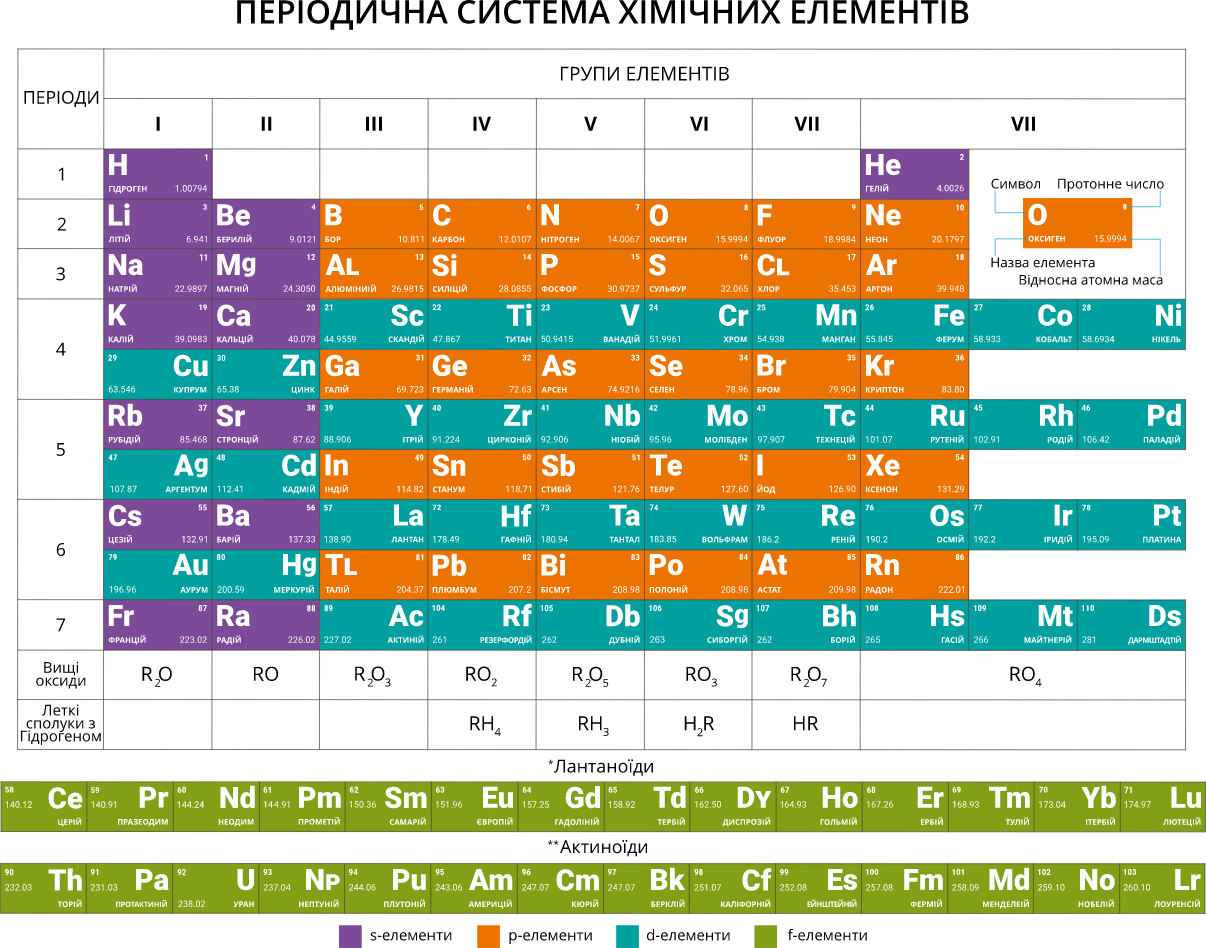 ПЕРІОДИЧНА СИСТЕМА ХІМІЧНИХ ЕЛЕМЕНТІВ
ПЕРІОДИ
ГРУПИ ЕЛЕМЕНТІВ
I II III IV V VI VII VII
1
H 1 ГІДРОГЕН 1.00794
He 2 ГЕЛІЙ 4.0026
Символ Протонне число
O 8 ОКСИГЕН 15.9994
Назва елемента
Відносна атомна маса
2
Li 3 ЛІТІЙ 6.941
Be 4 БЕРИЛІЙ 9.0121
B 5 БОР 10.811
C 6 КАРБОН 12.0107
N 7 НІТРОГЕН 14.0067
O 8 ОКСИГЕН 15.9994
F 9 ФЛУОР 18.9984
Ne 10 НЕОН 20.1797
3
Na 11 НАТРІЙ 22.9897
Mg 12 МАГНІЙ 24.3050
AL 13 АЛЮМІНИІЙ 26.9815
Si 14 СИЛІЦІЙ 28.0855
P 15 ФОСФОР 30.9737
S 16 СУЛЬФУР 32.065
CL 17 ХЛОР 35.453
Ar 18 АРГОН 39.948
4
K 19 КАЛІЙ 39.0983
Ca 20 КАЛЬЦІЙ 40.078
21 Sc 44.9559 СКАНДІЙ
22 Ti 47.867 ТИТАН
23 V 50.9415 ВАНАДІЙ
24 Cr 51.9961 ХРОМ
25 Mn 54.938 МАНГАН
26 Fe 55.845 ФЕРУМ
27 Co 58.933 КОБАЛЬТ
28 Ni 58.6934 НІКЕЛЬ
29 Cu 63.546 КУПРУМ
30 Zn 65.38 ЦИНК
Ga 31 ГАЛІЙ 69.723
Ge 32 ГЕРМАНІЙ 72.63
As 33 АРСЕН 74.9216
Se 34 СЕЛЕН 78.96
Br 35 БРОМ 79.904
Kr 36 КРИПТОН 83.80
5
Rb 37 РУБІДІЙ 85.468
Sr 38 СТРОНЦІЙ 87.62
39 Y 88.906 ІТРІЙ
40 Zr 91.224 ЦИРКОНІЙ
41 Nb 92.906 НІОБІЙ
42 Mo 95.96 МОЛІБДЕН
43 Tc 97.907 ТЕХНЕЦІЙ
44 Ru 101.07 РУТЕНІЙ
45 Rh 102.91 РОДІЙ
46 Pd 106.42 ПАЛАДІЙ
47 Ag 107.87 АРГЕНТУМ
48 Cd 112.41 КАДМІЙ
In 49 ІНДІЙ 114.82
Sn 50 СТАНУМ 118.71
Sb 51 СТИБІЙ 121.76
Te 52 ТЕЛУР 127.60
I 53 ЙОД 126.90
Xe 54 КСЕНОН 131.29
6
Cs 55 ЦЕЗІЙ 132.91
Ba 56 БАРІЙ 137.33
57 La 138.90 ЛАНТАН
72 Hf 178.49 ГАФНІЙ
73 Ta 180.94 ТАНТАЛ
74 W 183.85 ВОЛЬФРАМ
75 Re 186.2 РЕНІЙ
76 Os 190.2 ОСМІЙ
77 Ir 192.2 ІРИДІЙ
78 Pt 195.09 ПЛАТИНА
79 Au 196.96 АУРУМ
80 Hg 200.59 МЕРКУРІЙ
TL 81 ТАЛІЙ 204.37
Pb 82 ПЛЮМБУМ 207.2
Bi 83 БІСМУТ 208.98
Po 84 ПОЛОНІЙ 208.98
At 85 АСТАТ 209.98
Rn 86 РАДОН 222.01
7
Fr 87 ФРАНЦІЙ 223.02
Ra 88 РАДІЙ 226.02
89 Ac 227.02 АКТИНІЙ
104 Rf 261 РЕЗЕРФОРДІЙ
105 Db 262 ДУБНІЙ
106 Sg 263 СИБОРГІЙ
107 Bh 262 БОРІЙ
108 Hs 265 ГАСІЙ
109 Mt 266 МАЙТНЕРІЙ
110 Ds 281 ДАРМШТАДТІЙ
Вищі
оксиди
R2O RO R2O3 RO2 R2O5 RO3 R2O7 RO4
Леткі
сполуки з
Гідрогеном
RH4 RH3 H2R HR
*Лантаноїди
58 Ce 140.12 ЦЕРІЙ
59 Pr 140.91 ПРАЗЕОДИМ
60 Nd 144.24 НЕОДИМ
61 Pm 144.91 ПРОМЕТІЙ
62 Sm 150.36 САМАРІЙ
63 Eu 151.96 ЄВРОПІЙ
64 Gd 157.25 ГАДОЛІНІЙ
65 Tb 158.92 ТЕРБІЙ
66 DY 162.50 ДИСПРОЗІЙ
67 Ho 164.93 ГОЛЬМІЙ
68 Er 167.26 ЕРБІЙ
69 Tm 168.93 ТУЛІЙ
70 Yb 173.04 ІТЕРБІЙ
71 Lu 174.97 ЛЮТЕЦІЙ
**Актиноїди
90 Th 232.03 ТОРІЙ
91 Pa 231.03 ПРОТАКТИНІЙ
92 U 238.02 УРАН
93 NP 237.04 НЕПТУНІЙ
94 Pu 244.06 ПЛУТОНІЙ
95 Am 243.06 АМЕРИЦІЙ
96 Cm 247.07 КЮРІЙ
97 Bk 247.07 БЕРКЛІЙ
98 Cf 251.07 КАЛІФОРНІЙ
99 Es 252.08 ЕЙНШТЕЙНІЙ
100 Fm 257.08 ФЕРМІЙ
101 Md 258.09 МЕНДЕЛЕІЙ
102 No 259.10 НОБЕЛІЙ
103 Lr 260.10 ЛОУРЕНСІЙ
s-елементи p-елементи d-елементи f-елементи